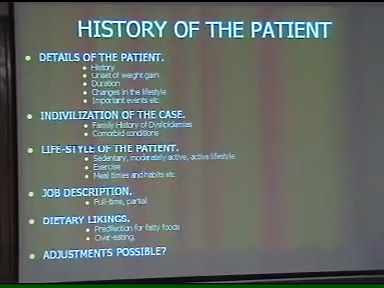 HISTORY OF THE PATIENT
DETAILS OF THE PATIENT.
History
Onset of weight gain
Duration
Changes in the lifestyle
Important events etc.
INDIVILIZATION OF THE CASE.
Family History of Dyslipidemias
Comorbid conditions
LIFE-STYLE OF THE PATIENT.
Sedentary, moderately active, active lifestyle
Exercise
Meal times and habits etc.
JOB DESCRIPTION.
Full-time, partial
DIETARY LIKINGS.
Predilection for fatty foods
Over-eating.
ADJUSTMENTS POSSIBLE?